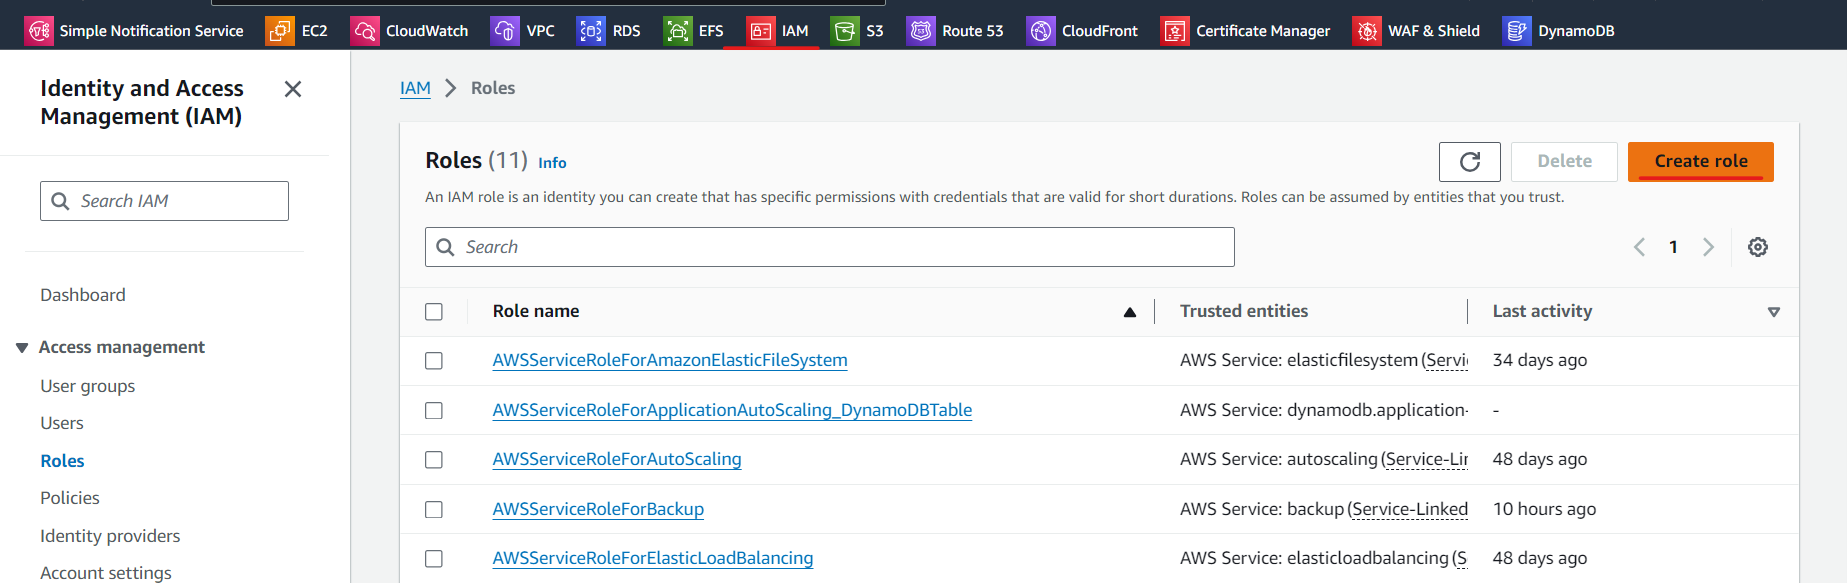 Simple Notification Service EC2 CloudWatch VPC RDS EFS IAM S3 Route 53 CloudFront Certificate Manager WAF & Shield DynamoDB
Identity and Access
Management (IAM)
Search IAM
Dashboard
Access management
User groups
Users
Roles
Policies
Identity providers
Account settings
IAM Roles
Roles (11) Info
Delete
Create role
An IAM role is an identity you can create that has specific permissions with credentials that are valid for short durations. Roles can be assumed by entities that you trust.
Search
1
Role name Trusted entities Last activity
AWSServiceRoleForAmazonElasticFileSystem AWS Service: elasticfilesystem (Servi 34 days ago
AWSServiceRoleForApplicationAutoScaling_DynamoDBTable AWS Service: dynamodb.application- -
AWSServiceRoleForAutoScaling AWS Service: autoscaling (Service-Lin 48 days ago
AWSServiceRoleForBackup AWS Service: backup (Service-Linked 10 hours ago
AWSServiceRoleForElasticLoadBalancing AWS Service: elasticloadbalancing (S 48 days ago